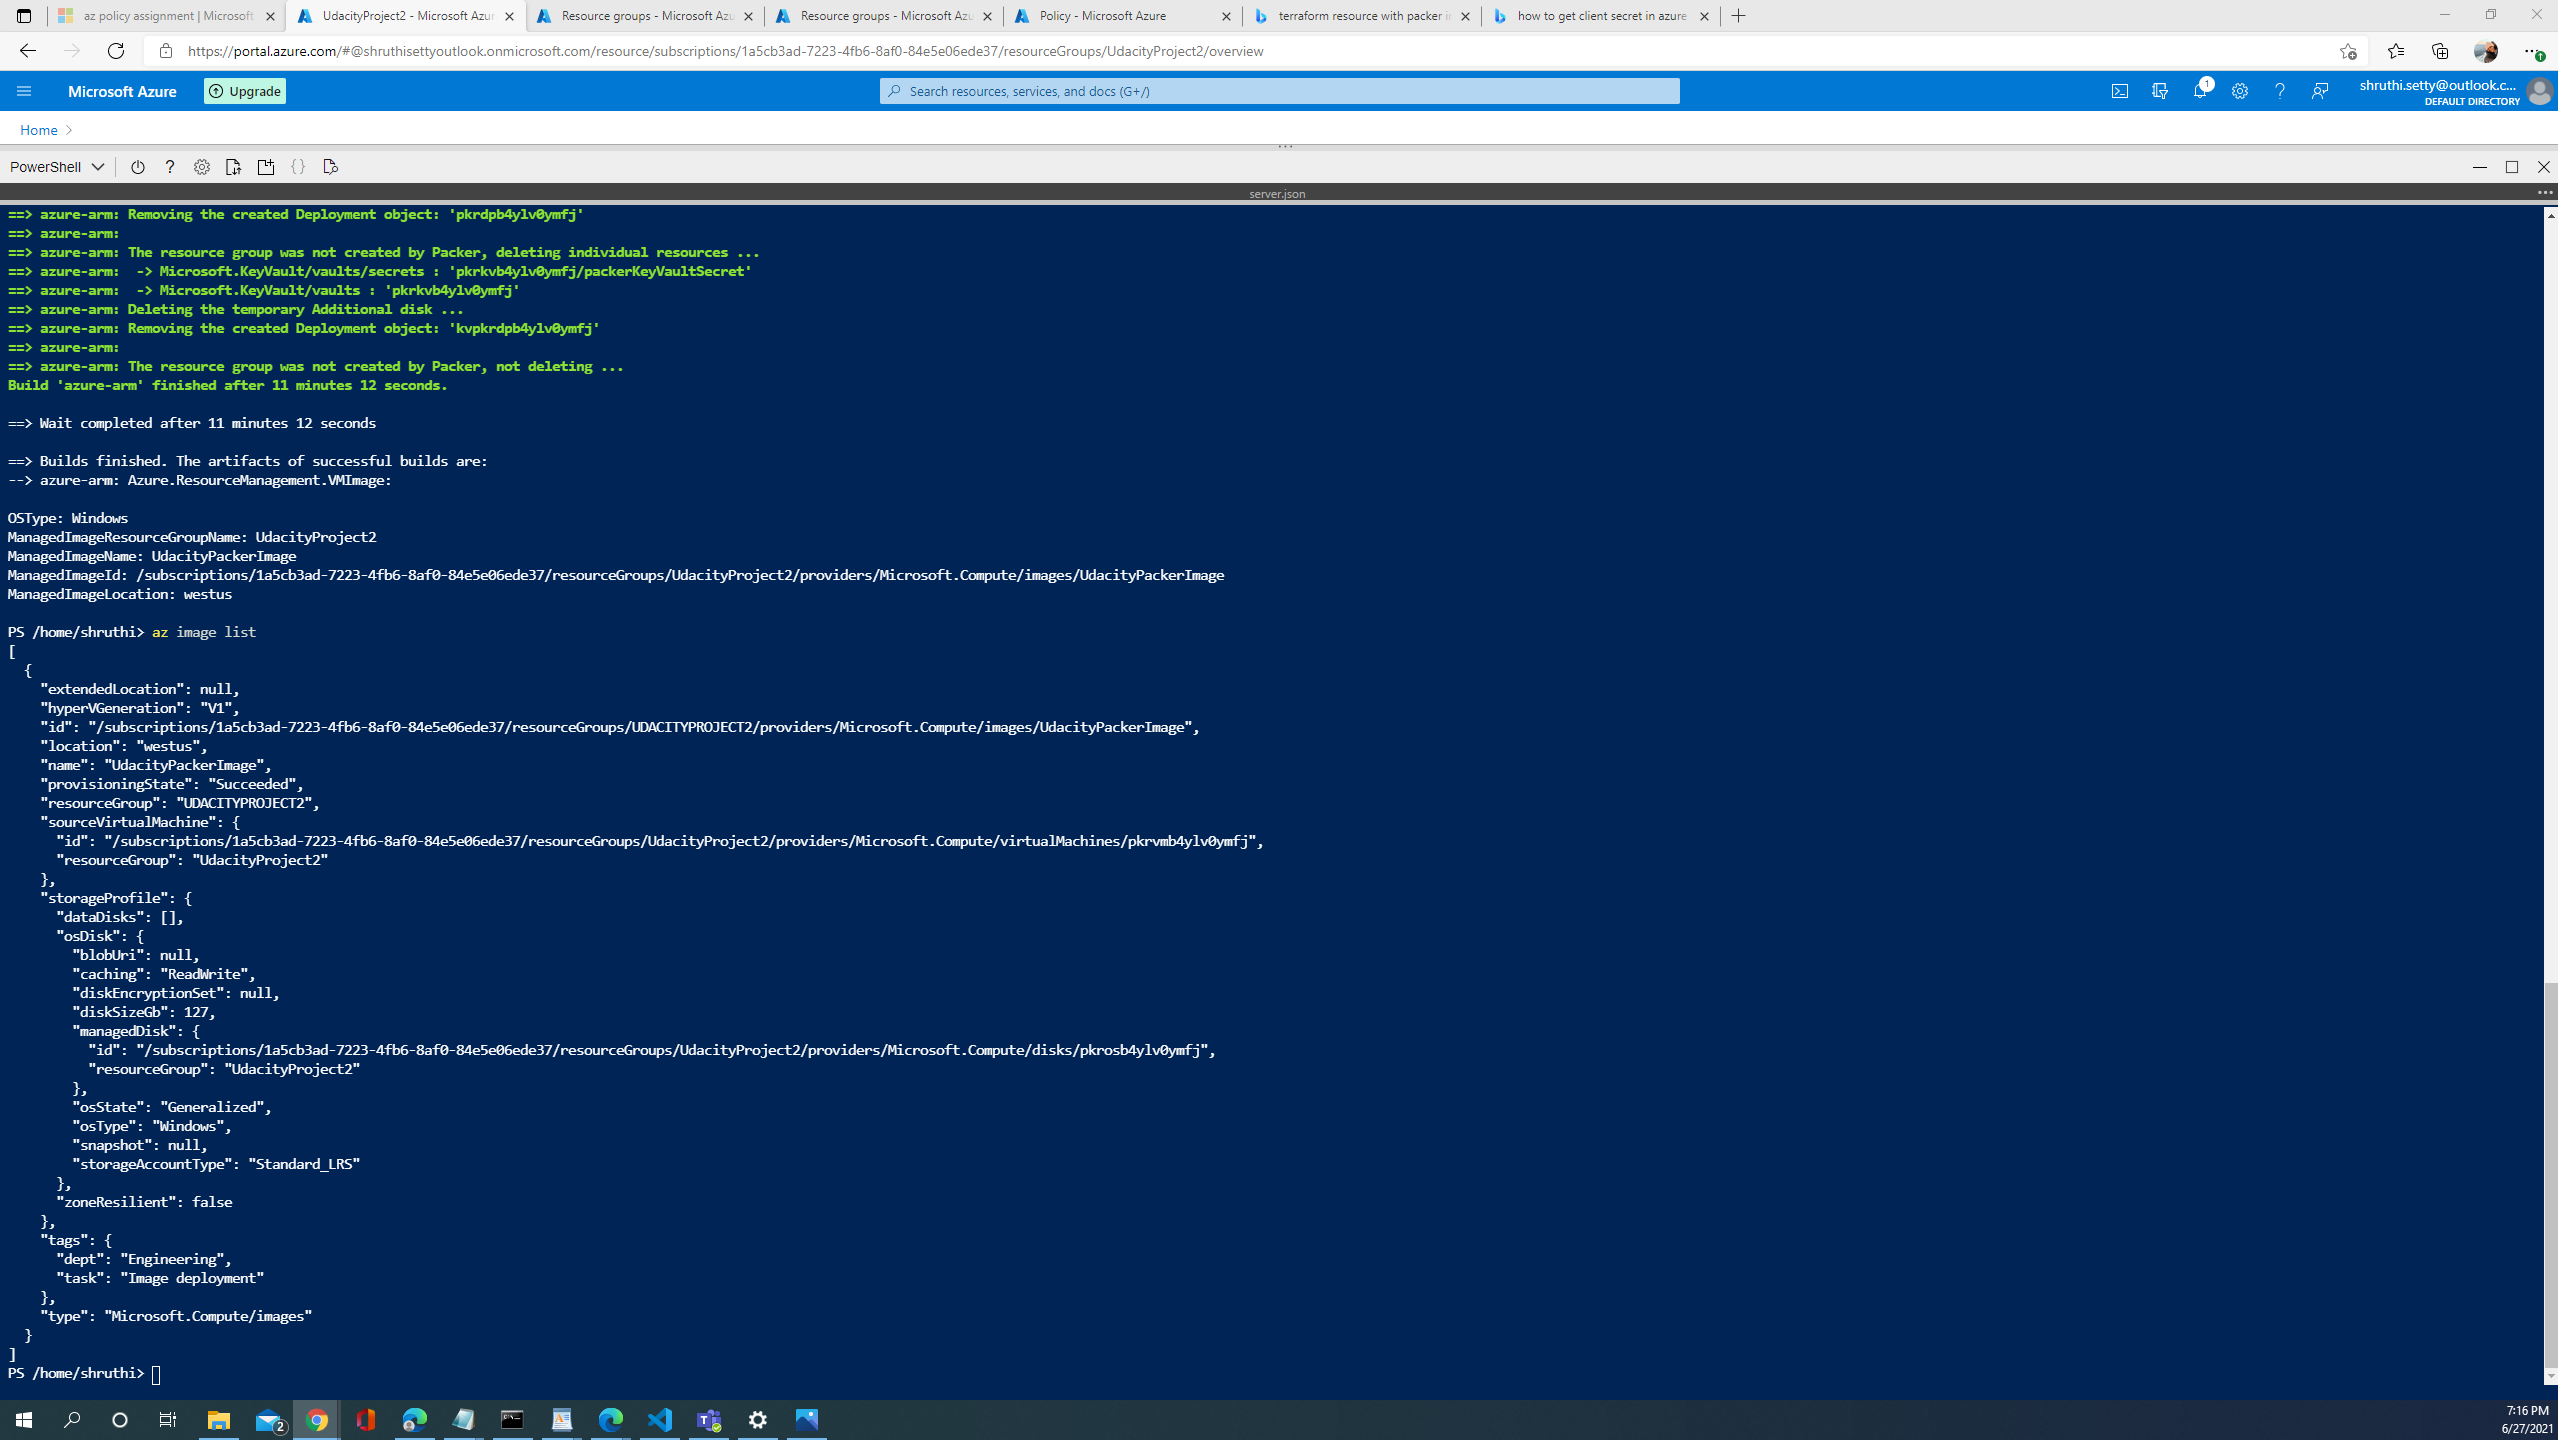 az policy assignment | Microsoft
UdacityProject2 - Microsoft Azur
Resource groups - Microsoft Azu
Resource groups - Microsoft Azu
Policy - Microsoft Azure
terraform resource with packer i
how to get client secret in azure
https://portal.azure.com/#@shruthisettyoutlook.onmicrosoft.com/resource/subscriptions/1a5cb3ad-7223-4fb6-8af0-84e5e06ede37/resourceGroups/UdacityProject2/overview
Microsoft Azure
Upgrade
Search resources, services, and docs (G+/)
1
shruthi.setty@outlook.c...
DEFAULT DIRECTORY
Home >
PowerShell
server.json
==> azure-arm: Removing the created Deployment object: 'pkrdpb4ylv0ymfj'
==> azure-arm:
==> azure-arm: The resource group was not created by Packer, deleting individual resources ...
==> azure-arm:  -> Microsoft.KeyVault/vaults/secrets : 'pkrkvb4ylv0ymfj/packerKeyVaultSecret'
==> azure-arm:  -> Microsoft.KeyVault/vaults : 'pkrkvb4ylv0ymfj'
==> azure-arm: Deleting the temporary Additional disk ...
==> azure-arm: Removing the created Deployment object: 'kvpkrdpb4ylv0ymfj'
==> azure-arm:
==> azure-arm: The resource group was not created by Packer, not deleting ...
Build 'azure-arm' finished after 11 minutes 12 seconds.
==> Wait completed after 11 minutes 12 seconds
==> Builds finished. The artifacts of successful builds are:
--> azure-arm: Azure.ResourceManagement.VMImage:
OSType: Windows
ManagedImageResourceGroupName: UdacityProject2
ManagedImageName: UdacityPackerImage
ManagedImageId: /subscriptions/1a5cb3ad-7223-4fb6-8af0-84e5e06ede37/resourceGroups/UdacityProject2/providers/Microsoft.Compute/images/UdacityPackerImage
ManagedImageLocation: westus
PS /home/shruthi> az image list
[
  {
    "extendedLocation": null,
    "hyperVGeneration": "V1",
    "id": "/subscriptions/1a5cb3ad-7223-4fb6-8af0-84e5e06ede37/resourceGroups/UDACITYPROJECT2/providers/Microsoft.Compute/images/UdacityPackerImage",
    "location": "westus",
    "name": "UdacityPackerImage",
    "provisioningState": "Succeeded",
    "resourceGroup": "UDACITYPROJECT2",
    "sourceVirtualMachine": {
      "id": "/subscriptions/1a5cb3ad-7223-4fb6-8af0-84e5e06ede37/resourceGroups/UdacityProject2/providers/Microsoft.Compute/virtualMachines/pkrvmb4ylv0ymfj",
      "resourceGroup": "UdacityProject2"
    },
    "storageProfile": {
      "dataDisks": [],
      "osDisk": {
        "blobUri": null,
        "caching": "ReadWrite",
        "diskEncryptionSet": null,
        "diskSizeGb": 127,
        "managedDisk": {
          "id": "/subscriptions/1a5cb3ad-7223-4fb6-8af0-84e5e06ede37/resourceGroups/UdacityProject2/providers/Microsoft.Compute/disks/pkrosb4ylv0ymfj",
          "resourceGroup": "UdacityProject2"
        },
        "osState": "Generalized",
        "osType": "Windows",
        "snapshot": null,
        "storageAccountType": "Standard_LRS"
      },
      "zoneResilient": false
    },
    "tags": {
      "dept": "Engineering",
      "task": "Image deployment"
    },
    "type": "Microsoft.Compute/images"
  }
]
PS /home/shruthi>
2
7:16 PM
6/27/2021